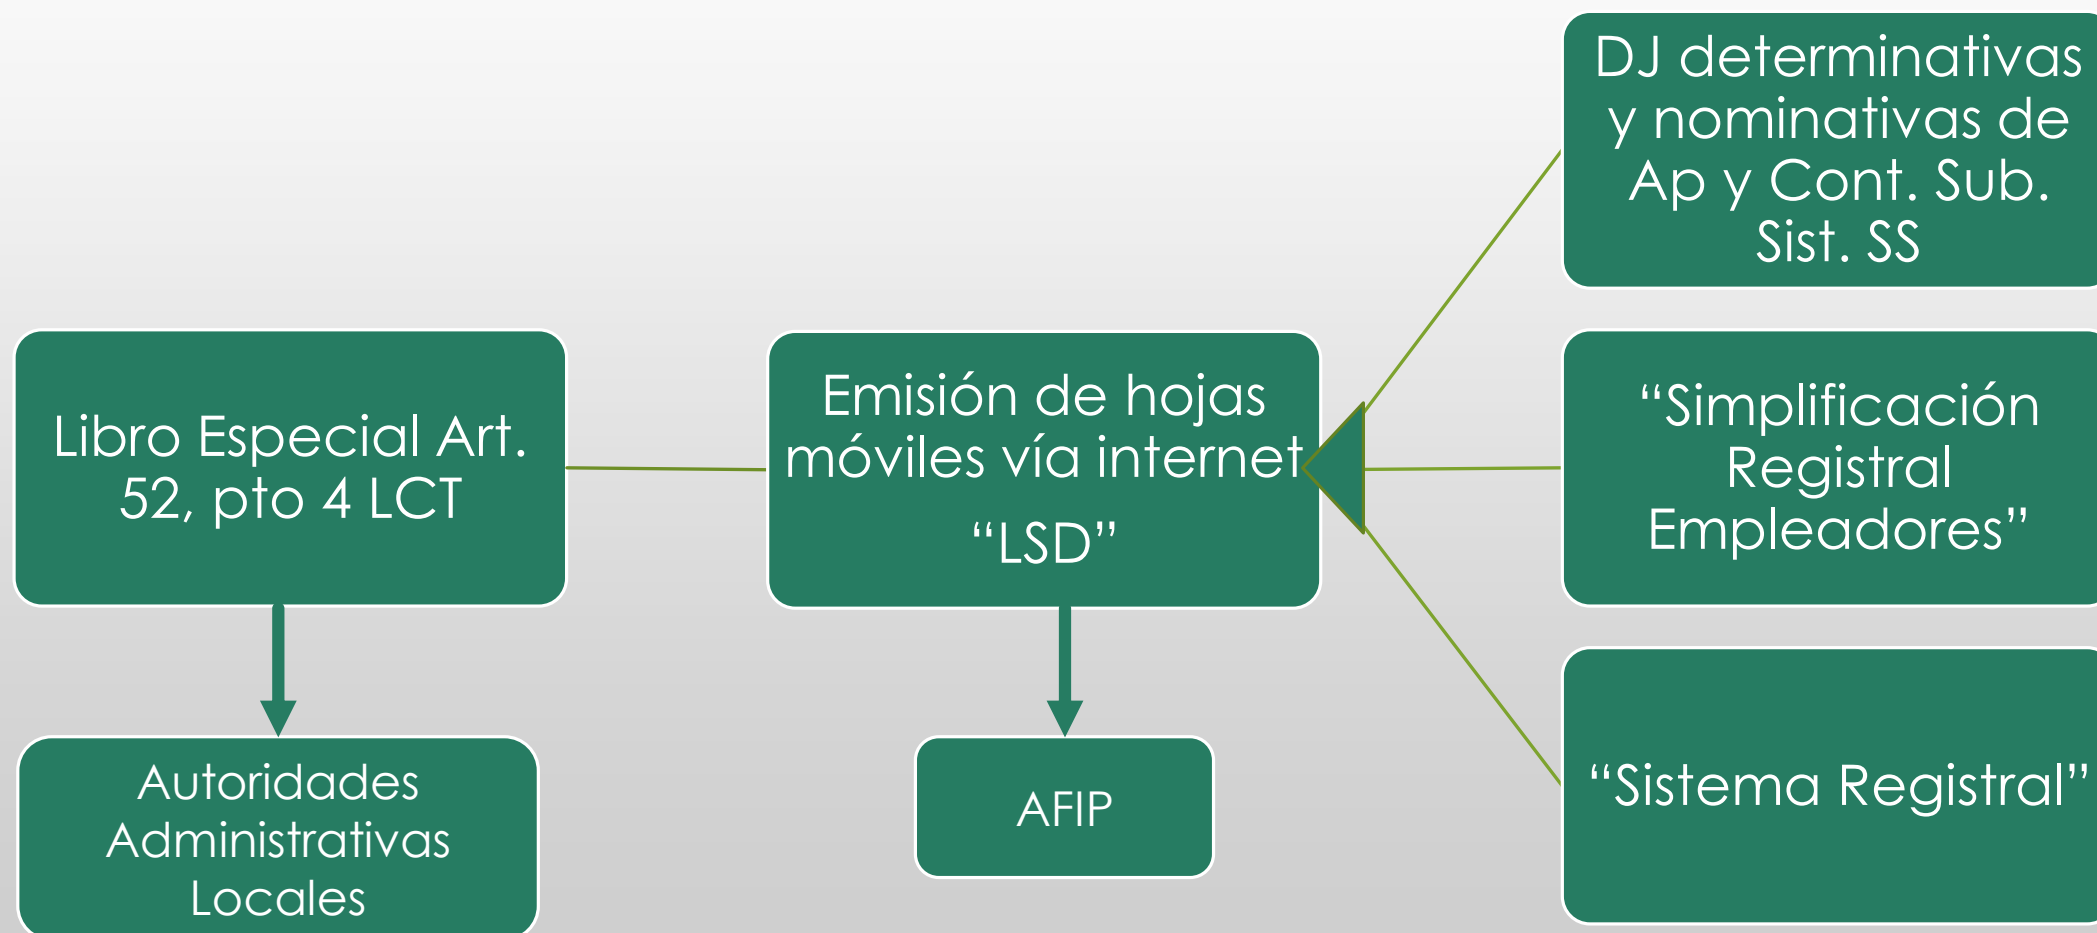 Libro Especial Art.
52, pto 4 LCT
Autoridades
Administrativas
Locales
Emisión de hojas
móviles vía internet
“LSD”
AFIP
DJ determinativas
y nominativas de
Ap y Cont. Sub.
Sist. SS
“Simplificación
Registral
Empleadores”
“Sistema Registral”